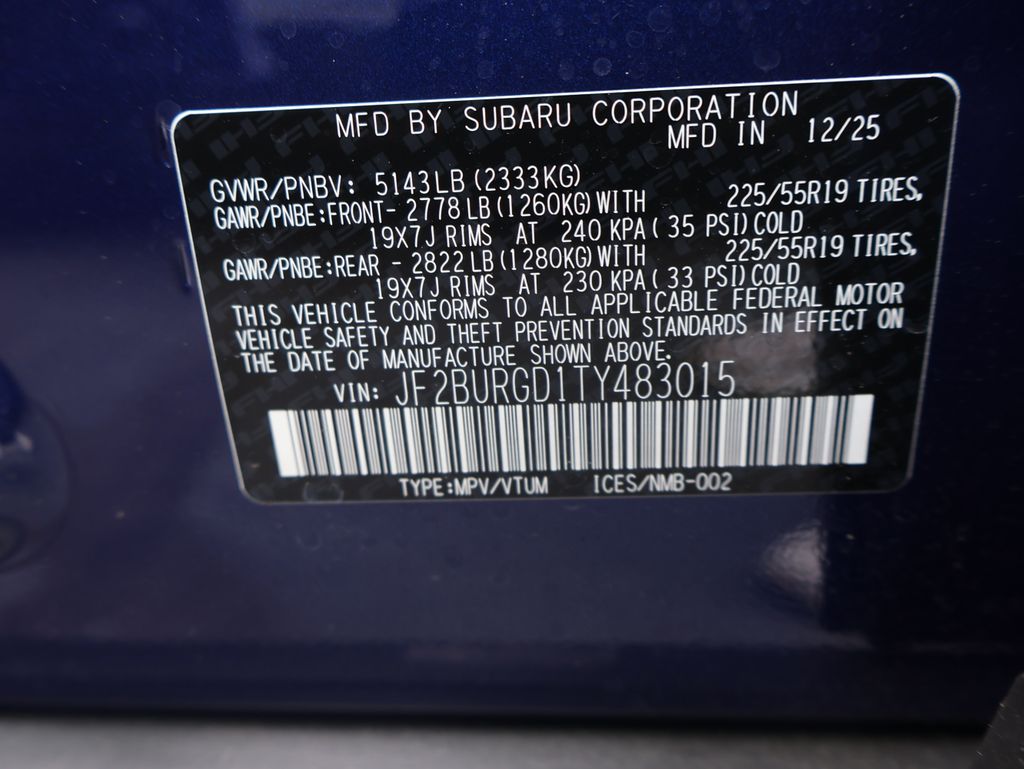 MFD BY SUBARU CORPORATION
MFD IN 12/25
GVWR/PNBV: 5143LB (2333KG)
GAWR/PNBE:FRONT- 2778 LB (1260KG) WITH 225/55R19 TIRES,
19X7J RIMS AT 240 KPA( 35 PSI) COLD
GAWR/PNBE:REAR - 2822 LB (1280KG) WITH 225/55R19 TIRES,
19X7J RIMS AT 230 KPA( 33 PSI) COLD
THIS VEHICLE CONFORMS TO ALL APPLICABLE FEDERAL MOTOR
VEHICLE SAFETY AND THEFT PREVENTION STANDARDS IN EFFECT ON
THE DATE OF MANUFACTURE SHOWN ABOVE.
VIN: JF2BURGD1TY483015
TYPE:MPV/VTUM ICES/NMB-002